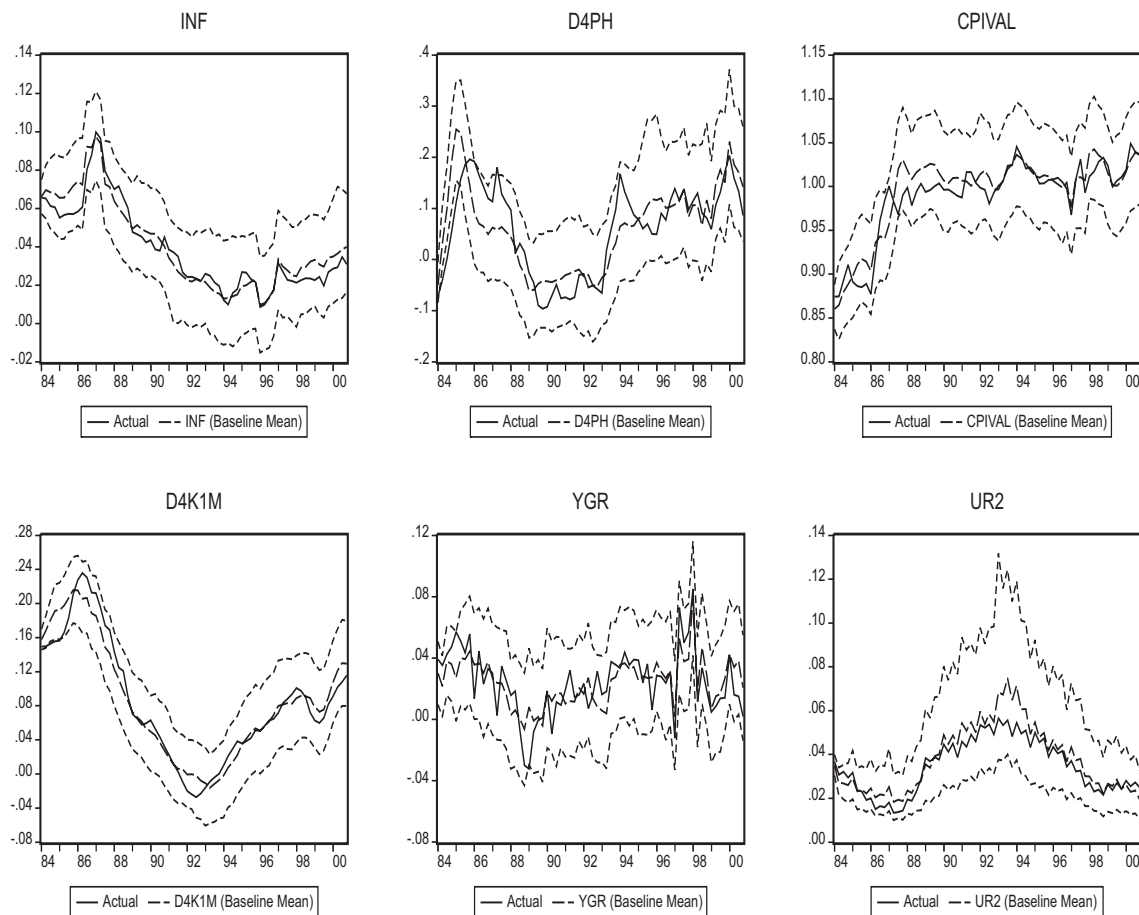 INF D4PH CPIVAL
.14 .4 1.15
.12 .3 1.10
.10 .2 1.05
.08 .1 1.00
.06 .0 0.95
.04 -.1 0.90
.02 -.2 0.85
.00 0.80
-.02
84 86 88 90 92 94 96 98 00 84 86 88 90 92 94 96 98 00 84 86 88 90 92 94 96 98 00
Actual INF (Baseline Mean) Actual D4PH (Baseline Mean) Actual CPIVAL (Baseline Mean)
D4K1M YGR UR2
.28 .12 .14
.24 .08 .12
.20 .04 .10
.16 .00 .08
.12 -.04 .06
.08 -.08 .04
.04 .02
.00 .00
-.04
-.08
84 86 88 90 92 94 96 98 00 84 86 88 90 92 94 96 98 00 84 86 88 90 92 94 96 98 00
Actual D4K1M (Baseline Mean) Actual YGR (Baseline Mean) Actual UR2 (Baseline Mean)